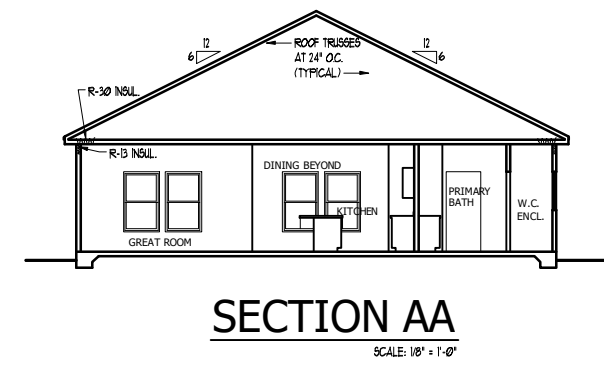 12
6
ROOF TRUSSES
AT 24" O.C.
(TYPICAL)
12
6
R-30 INSUL.
R-13 INSUL.
DINING BEYOND
KITCHEN
PRIMARY
BATH
W.C.
ENCL.
GREAT ROOM
SECTION AA
SCALE: 1/8" = 1'-0"